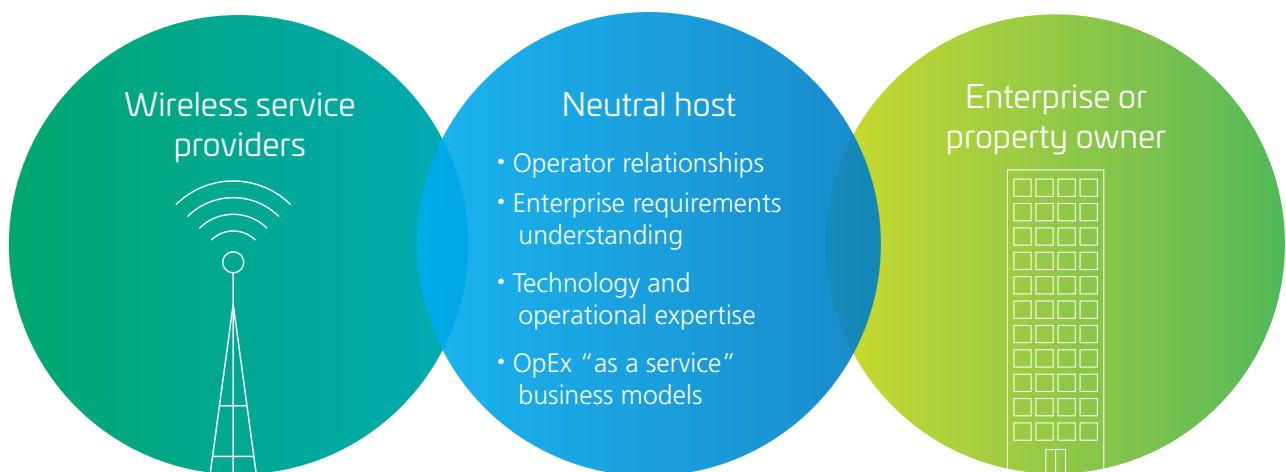 Wireless service
providers
Neutral host
• Operator relationships
• Enterprise requirements
understanding
• Technology and
operational expertise
• OpEx “as a service”
business models
Enterprise or
property owner